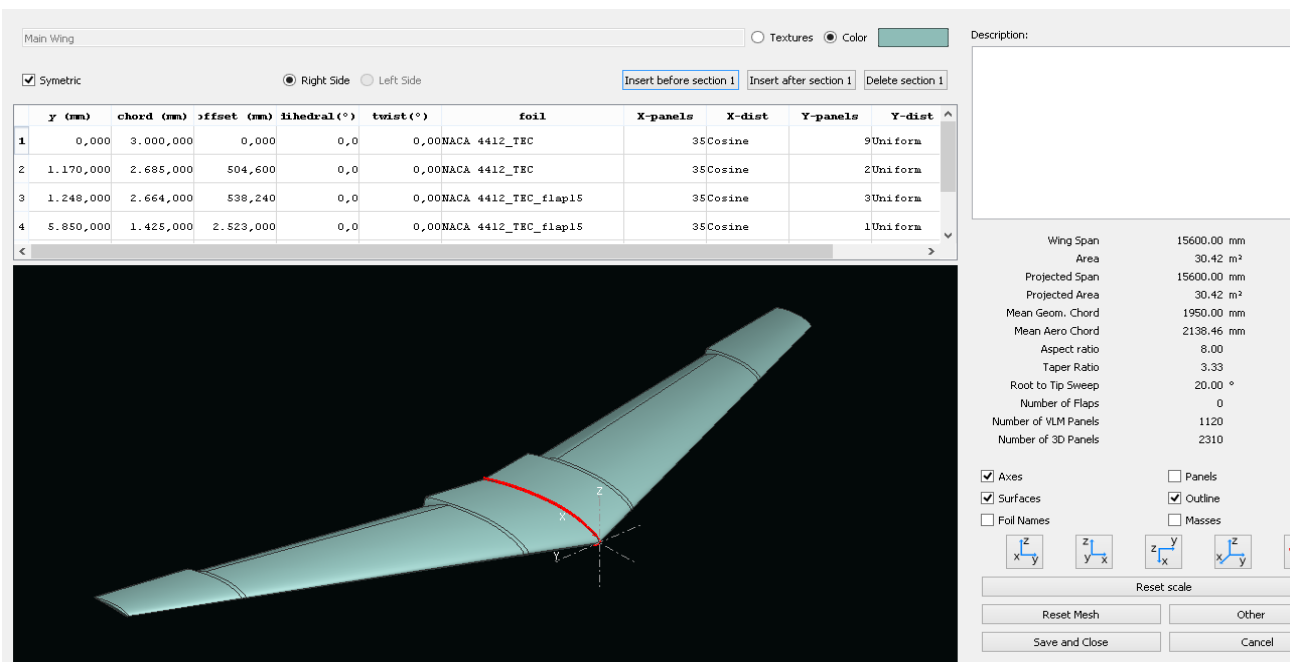 Main Wing
Textures Color
Description:
Symetric
Right Side Left Side
Insert before section 1 Insert after section 1 Delete section 1
y (mm) chord (mm) offset (mm) dihedral(°) twist(°) foil X-panels X-dist Y-panels Y-dist
1 0,000 3.000,000 0,000 0,0 0,00 NACA 4412_TEC 35 Cosine 9 Uniform
2 1.170,000 2.685,000 504,600 0,0 0,00 NACA 4412_TEC 35 Cosine 2 Uniform
3 1.248,000 2.664,000 538,240 0,0 0,00 NACA 4412_TEC_flap15 35 Cosine 3 Uniform
4 5.850,000 1.425,000 2.523,000 0,0 0,00 NACA 4412_TEC_flap15 35 Cosine 1 Uniform
Wing Span 15600.00 mm
Area 30.42 m²
Projected Span 15600.00 mm
Projected Area 30.42 m²
Mean Geom. Chord 1950.00 mm
Mean Aero Chord 2138.46 mm
Aspect ratio 8.00
Taper Ratio 3.33
Root to Tip Sweep 20.00 °
Number of Flaps 0
Number of VLM Panels 1120
Number of 3D Panels 2310
Z
X
Y
Axes Panels
Surfaces Outline
Foil Names Masses
z x y
z y x
z y x
z x y
Reset scale
Reset Mesh Other
Save and Close Cancel